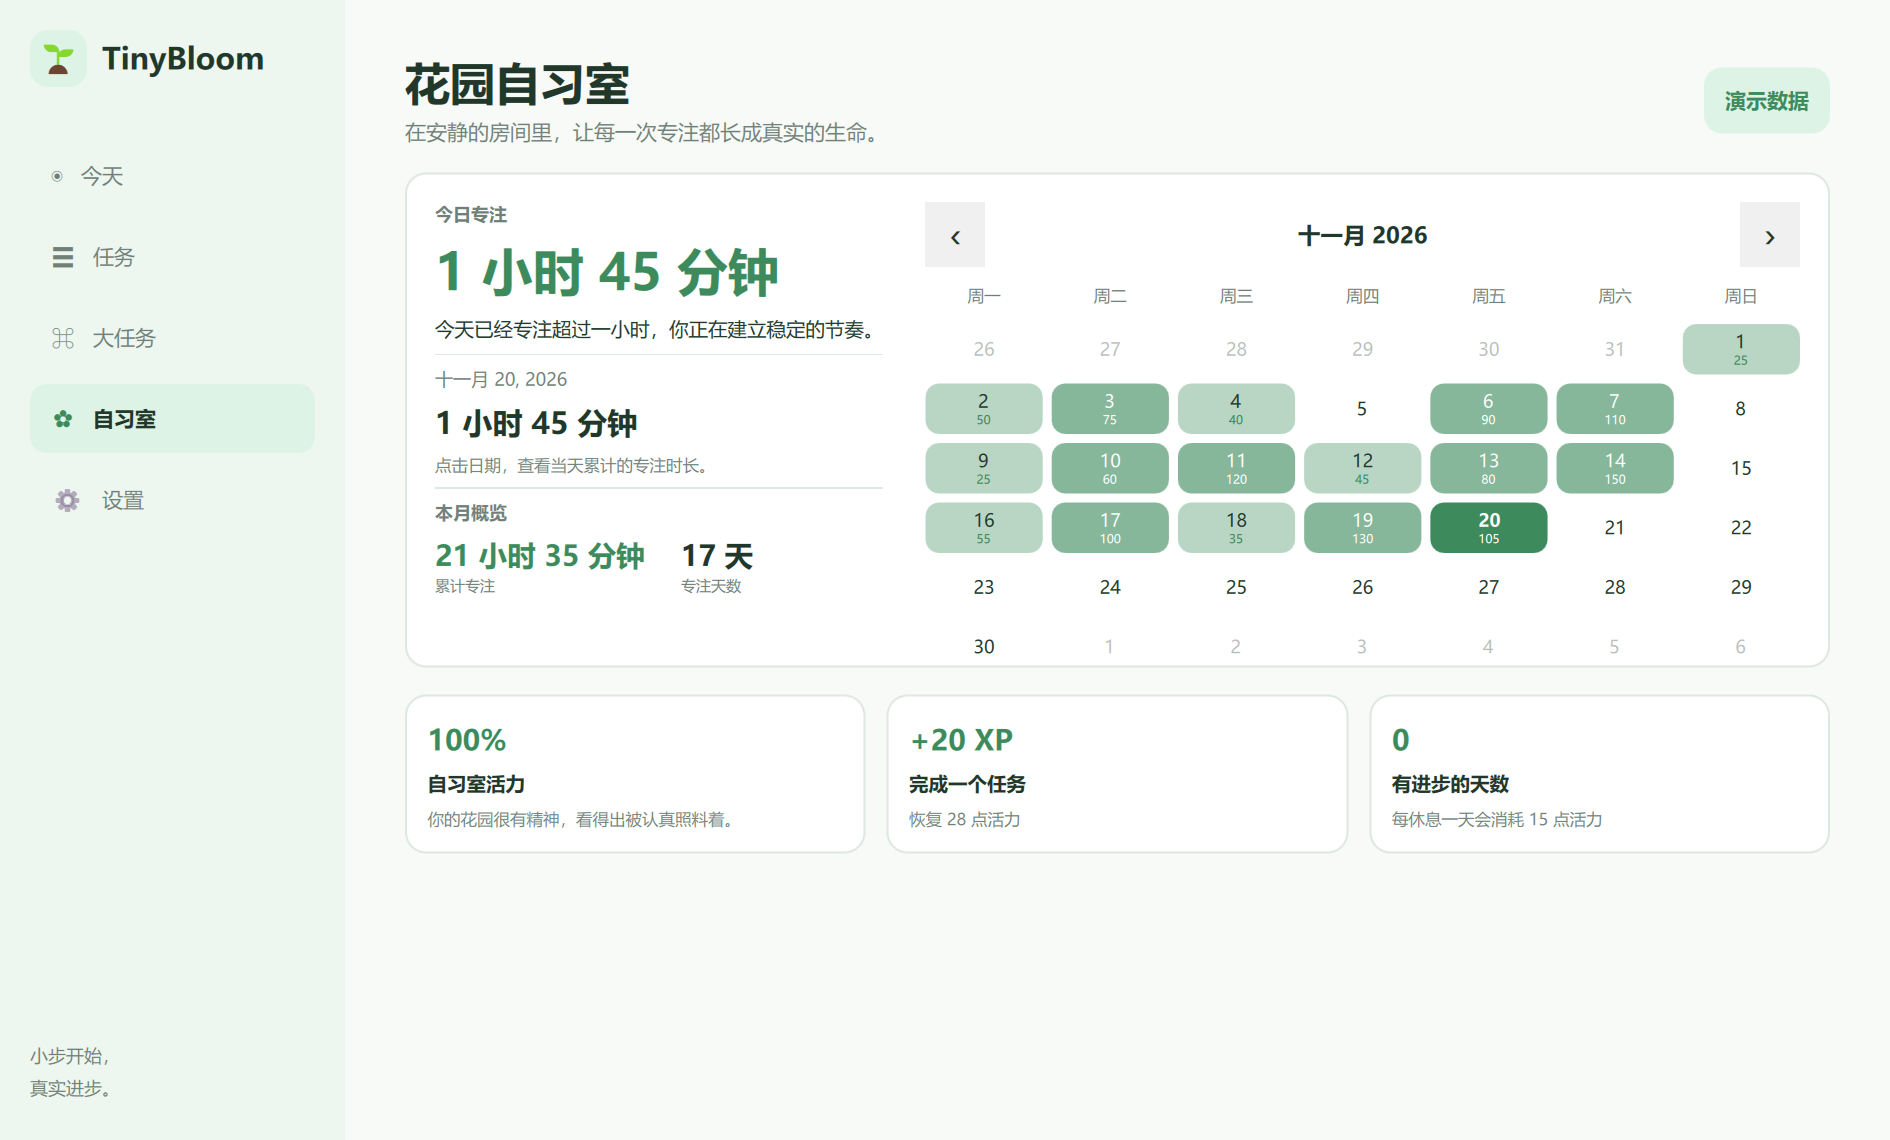 TinyBloom
今天
任务
大任务
自习室
设置
小步开始，
真实进步。
花园自习室
在安静的房间里，让每一次专注都长成真实的生命。
演示数据
今日专注
1 小时 45 分钟
今天已经专注超过一小时，你正在建立稳定的节奏。
十一月 20, 2026
1 小时 45 分钟
点击日期，查看当天累计的专注时长。
本月概览
21 小时 35 分钟 17 天
累计专注 专注天数
‹ 十一月 2026 ›
周一 周二 周三 周四 周五 周六 周日
26 27 28 29 30 31 1
25
2 3 4 5 6 7 8
50 75 40 90 110
9 10 11 12 13 14 15
25 60 120 45 80 150
16 17 18 19 20 21 22
55 100 35 130 105
23 24 25 26 27 28 29
30 1 2 3 4 5 6
100%
自习室活力
你的花园很有精神，看得出被认真照料着。
+20 XP
完成一个任务
恢复 28 点活力
0
有进步的天数
每休息一天会消耗 15 点活力